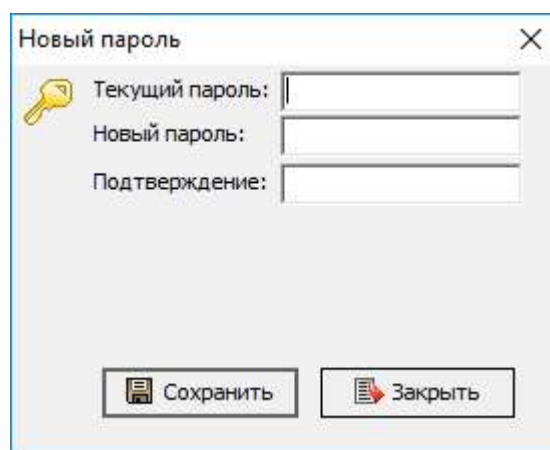 Новый пароль
Текущий пароль:
Новый пароль:
Подтверждение:
Сохранить
Закрыть